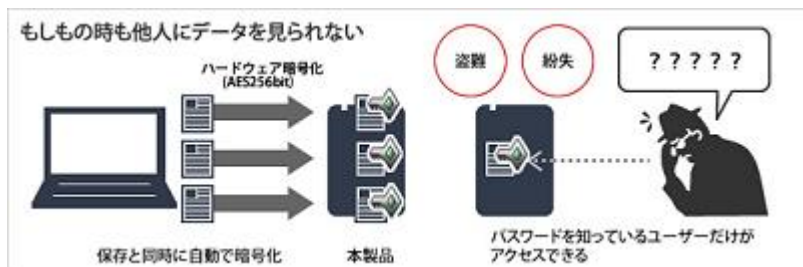 もしもの時も他人にデータを見られない
ハードウェア暗号化
(AES256bit)
盗難
紛失
?????
保存と同時に自動で暗号化
本製品
パスワードを知っているユーザーだけが
アクセスできる